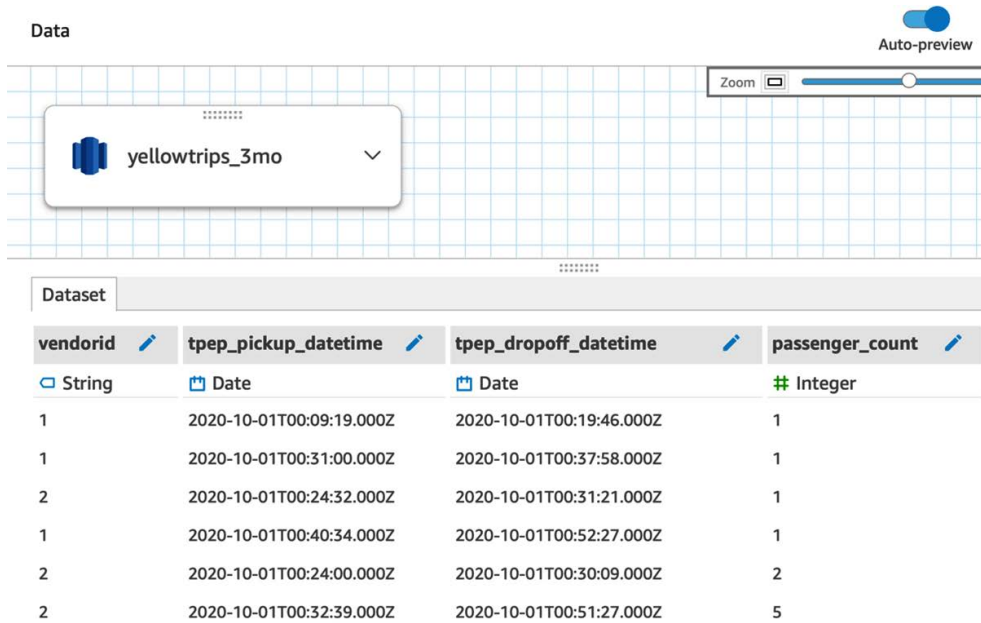 Data
Auto-preview
Zoom
yellowtrips_3mo
Dataset
vendorid tpep_pickup_datetime tpep_dropoff_datetime passenger_count
String Date Date # Integer
1 2020-10-01T00:09:19.000Z 2020-10-01T00:19:46.000Z 1
1 2020-10-01T00:31:00.000Z 2020-10-01T00:37:58.000Z 1
2 2020-10-01T00:24:32.000Z 2020-10-01T00:31:21.000Z 1
1 2020-10-01T00:40:34.000Z 2020-10-01T00:52:27.000Z 1
2 2020-10-01T00:24:00.000Z 2020-10-01T00:30:09.000Z 2
2 2020-10-01T00:32:39.000Z 2020-10-01T00:51:27.000Z 5